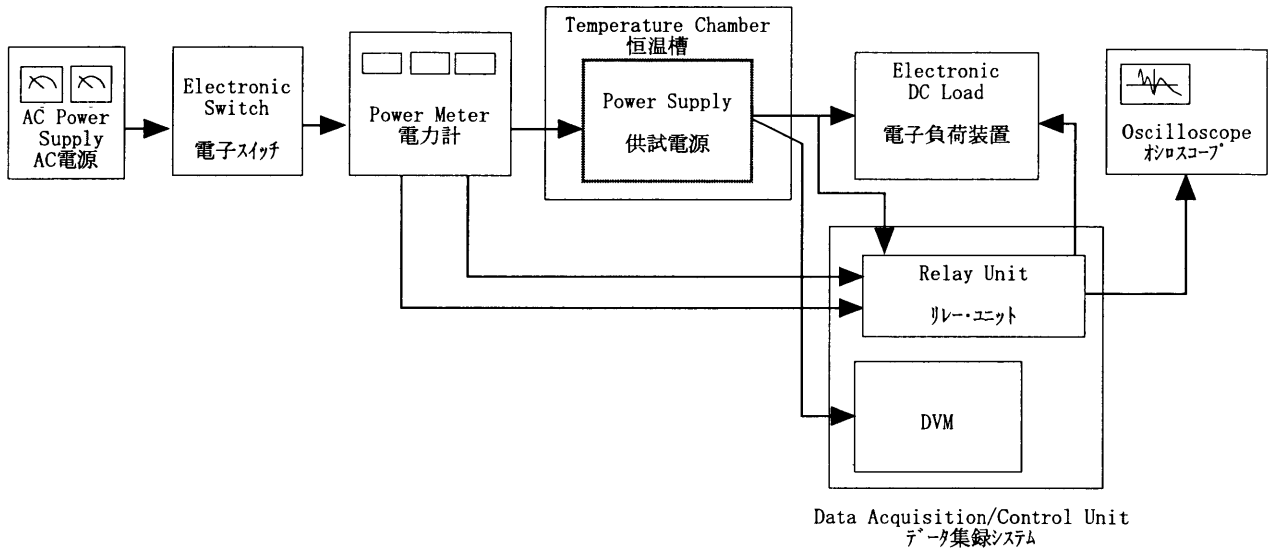 AC Power
Supply
AC電源
Electronic
Switch
電子スイッチ
Power Meter
電力計
Temperature Chamber
恒温槽
Power Supply
供試電源
Electronic
DC Load
電子負荷装置
Oscilloscope
オシロスコープ
Relay Unit
リレー・ユニット
DVM
Data Acquisition/Control Unit
データ集録システム